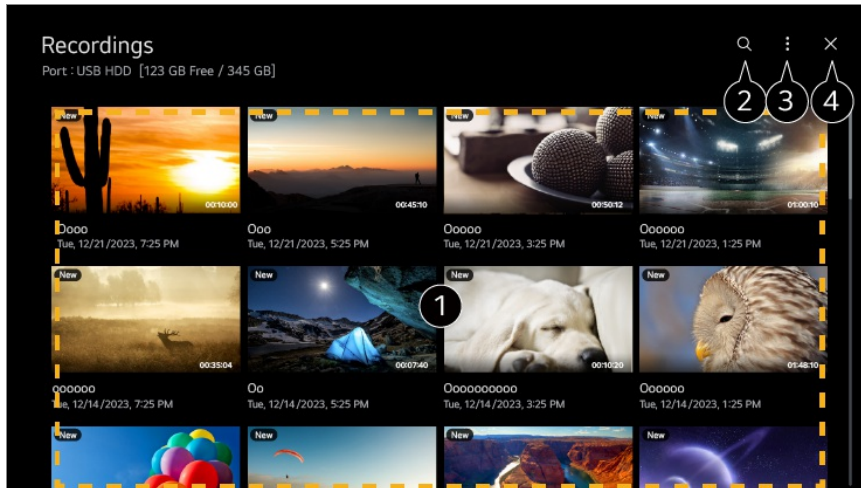 Recordings
Port : USB HDD [123 GB Free / 345 GB]
2 3 4
New New New New
00:10:00 00:45:10 00:50:12 01:00:10
Oooo Ooo Ooooo Oooooo
Tue, 12/21/2023, 7:25 PM Tue, 12/21/2023, 5:25 PM Tue, 12/21/2023, 3:25 PM Tue, 12/21/2023, 1:25 PM
New New New New
1
00:35:04 00:07:40 00:10:20 01:48:10
oooooo Oo Oooooooooo Oooooo
Tue, 12/14/2023, 7:25 PM Tue, 12/14/2023, 5:25 PM Tue, 12/14/2023, 3:25 PM Tue, 12/14/2023, 1:25 PM
New New New New